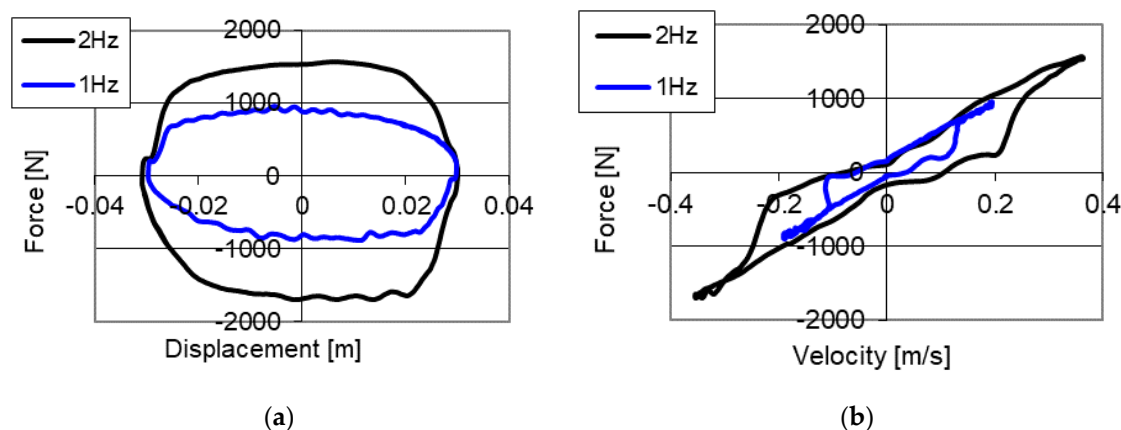 2Hz
1Hz
2000
1000
0
-1000
-2000
-0.04
-0.02
0
0.02
0.04
Force [N]
Displacement [m]
(a)
2Hz
1Hz
2000
1000
0
-1000
-2000
-0.4
-0.2
0
0.2
0.4
Force [N]
Velocity [m/s]
(b)